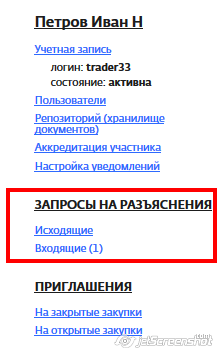 Петров Иван Н
Учетная запись
логин: trader33
состояние: активна
Пользователи
Репозиторий (хранилище
документов)
Аккредитация участника
Настройка уведомлений
ЗАПРОСЫ НА РАЗЪЯСНЕНИЯ
Исходящие
Входящие (1)
ПРИГЛАШЕНИЯ
На закрытые закупки
На открытые закупки
jetScreenshot